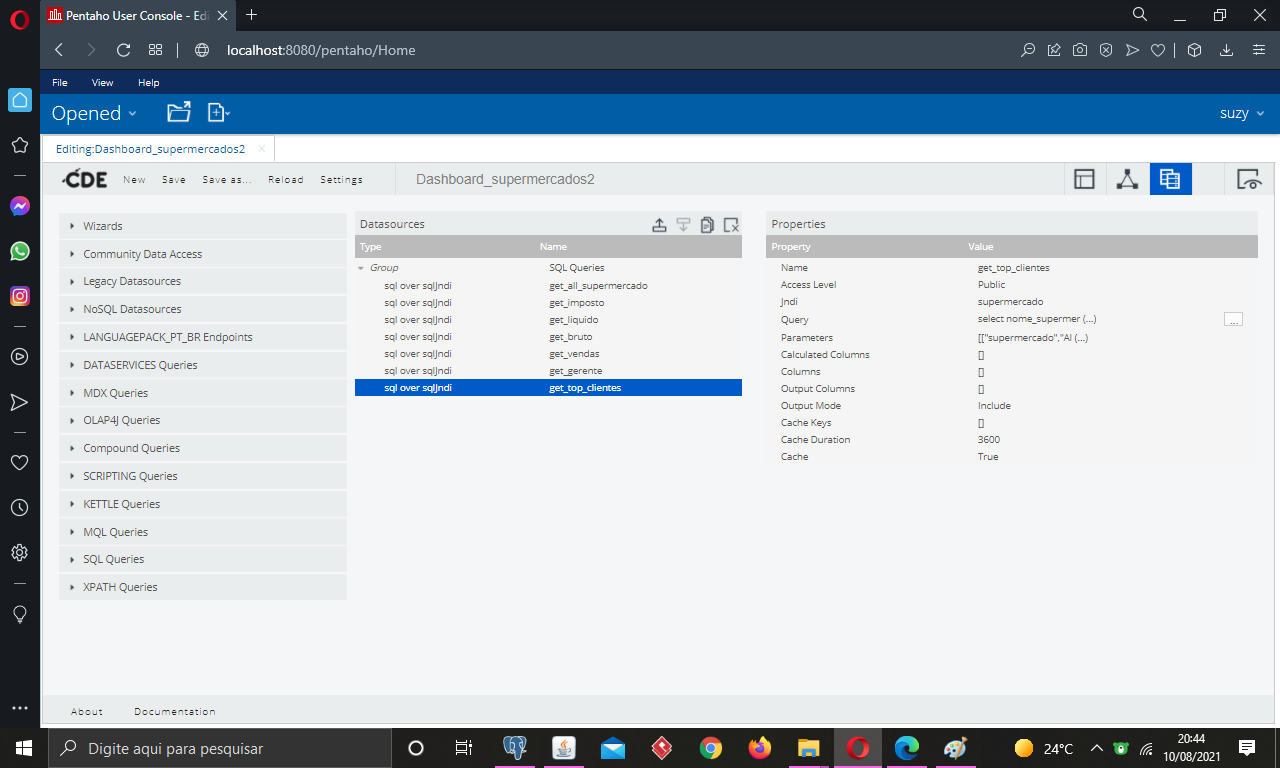 Pentaho User Console - Edi
localhost:8080/pentaho/Home
File View Help
Opened
suzy
Editing:Dashboard_supermercados2
CDE New Save Save as... Reload Settings
Dashboard_supermercados2
Wizards
Community Data Access
Legacy Datasources
NoSQL Datasources
LANGUAGEPACK_PT_BR Endpoints
DATASERVICES Queries
MDX Queries
OLAP4J Queries
Compound Queries
SCRIPTING Queries
KETTLE Queries
MQL Queries
SQL Queries
XPATH Queries
Datasources
Type Name
Group SQL Queries
sql over sqlJndi get_all_supermercado
sql over sqlJndi get_imposto
sql over sqlJndi get_liquido
sql over sqlJndi get_bruto
sql over sqlJndi get_vendas
sql over sqlJndi get_gerente
sql over sqlJndi get_top_clientes
Properties
Property Value
Name get_top_clientes
Access Level Public
Jndi supermercado
Query select nome_supermer (...) ...
Parameters [["supermercado","Al (...)
Calculated Columns []
Columns []
Output Columns []
Output Mode Include
Cache Keys []
Cache Duration 3600
Cache True
About Documentation
Digite aqui para pesquisar
24°C
20:44
10/08/2021